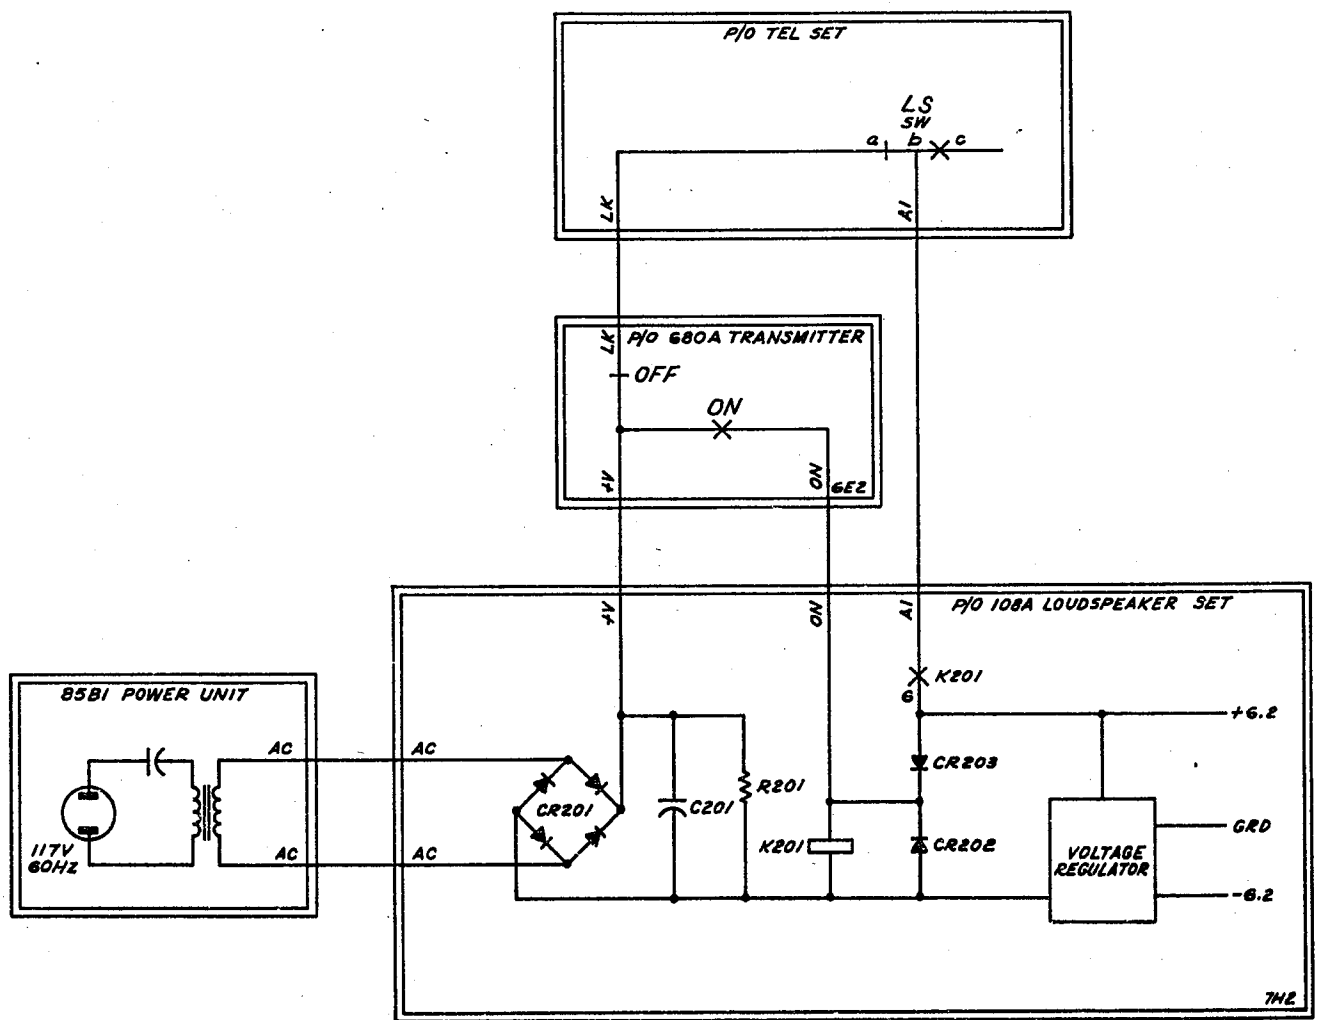 P/O TEL SET
LS
SW
a b c
LK
A1
P/O 680A TRANSMITTER
LK
OFF
ON
+V
ON
6E2
P/O 108A LOUDSPEAKER SET
+V
ON
A1
K201
6
+6.2
85B1 POWER UNIT
AC
AC
CR203
CR201
C201
R201
117V
60HZ
AC
AC
K201
CR202
VOLTAGE
REGULATOR
GRD
-6.2
7H2